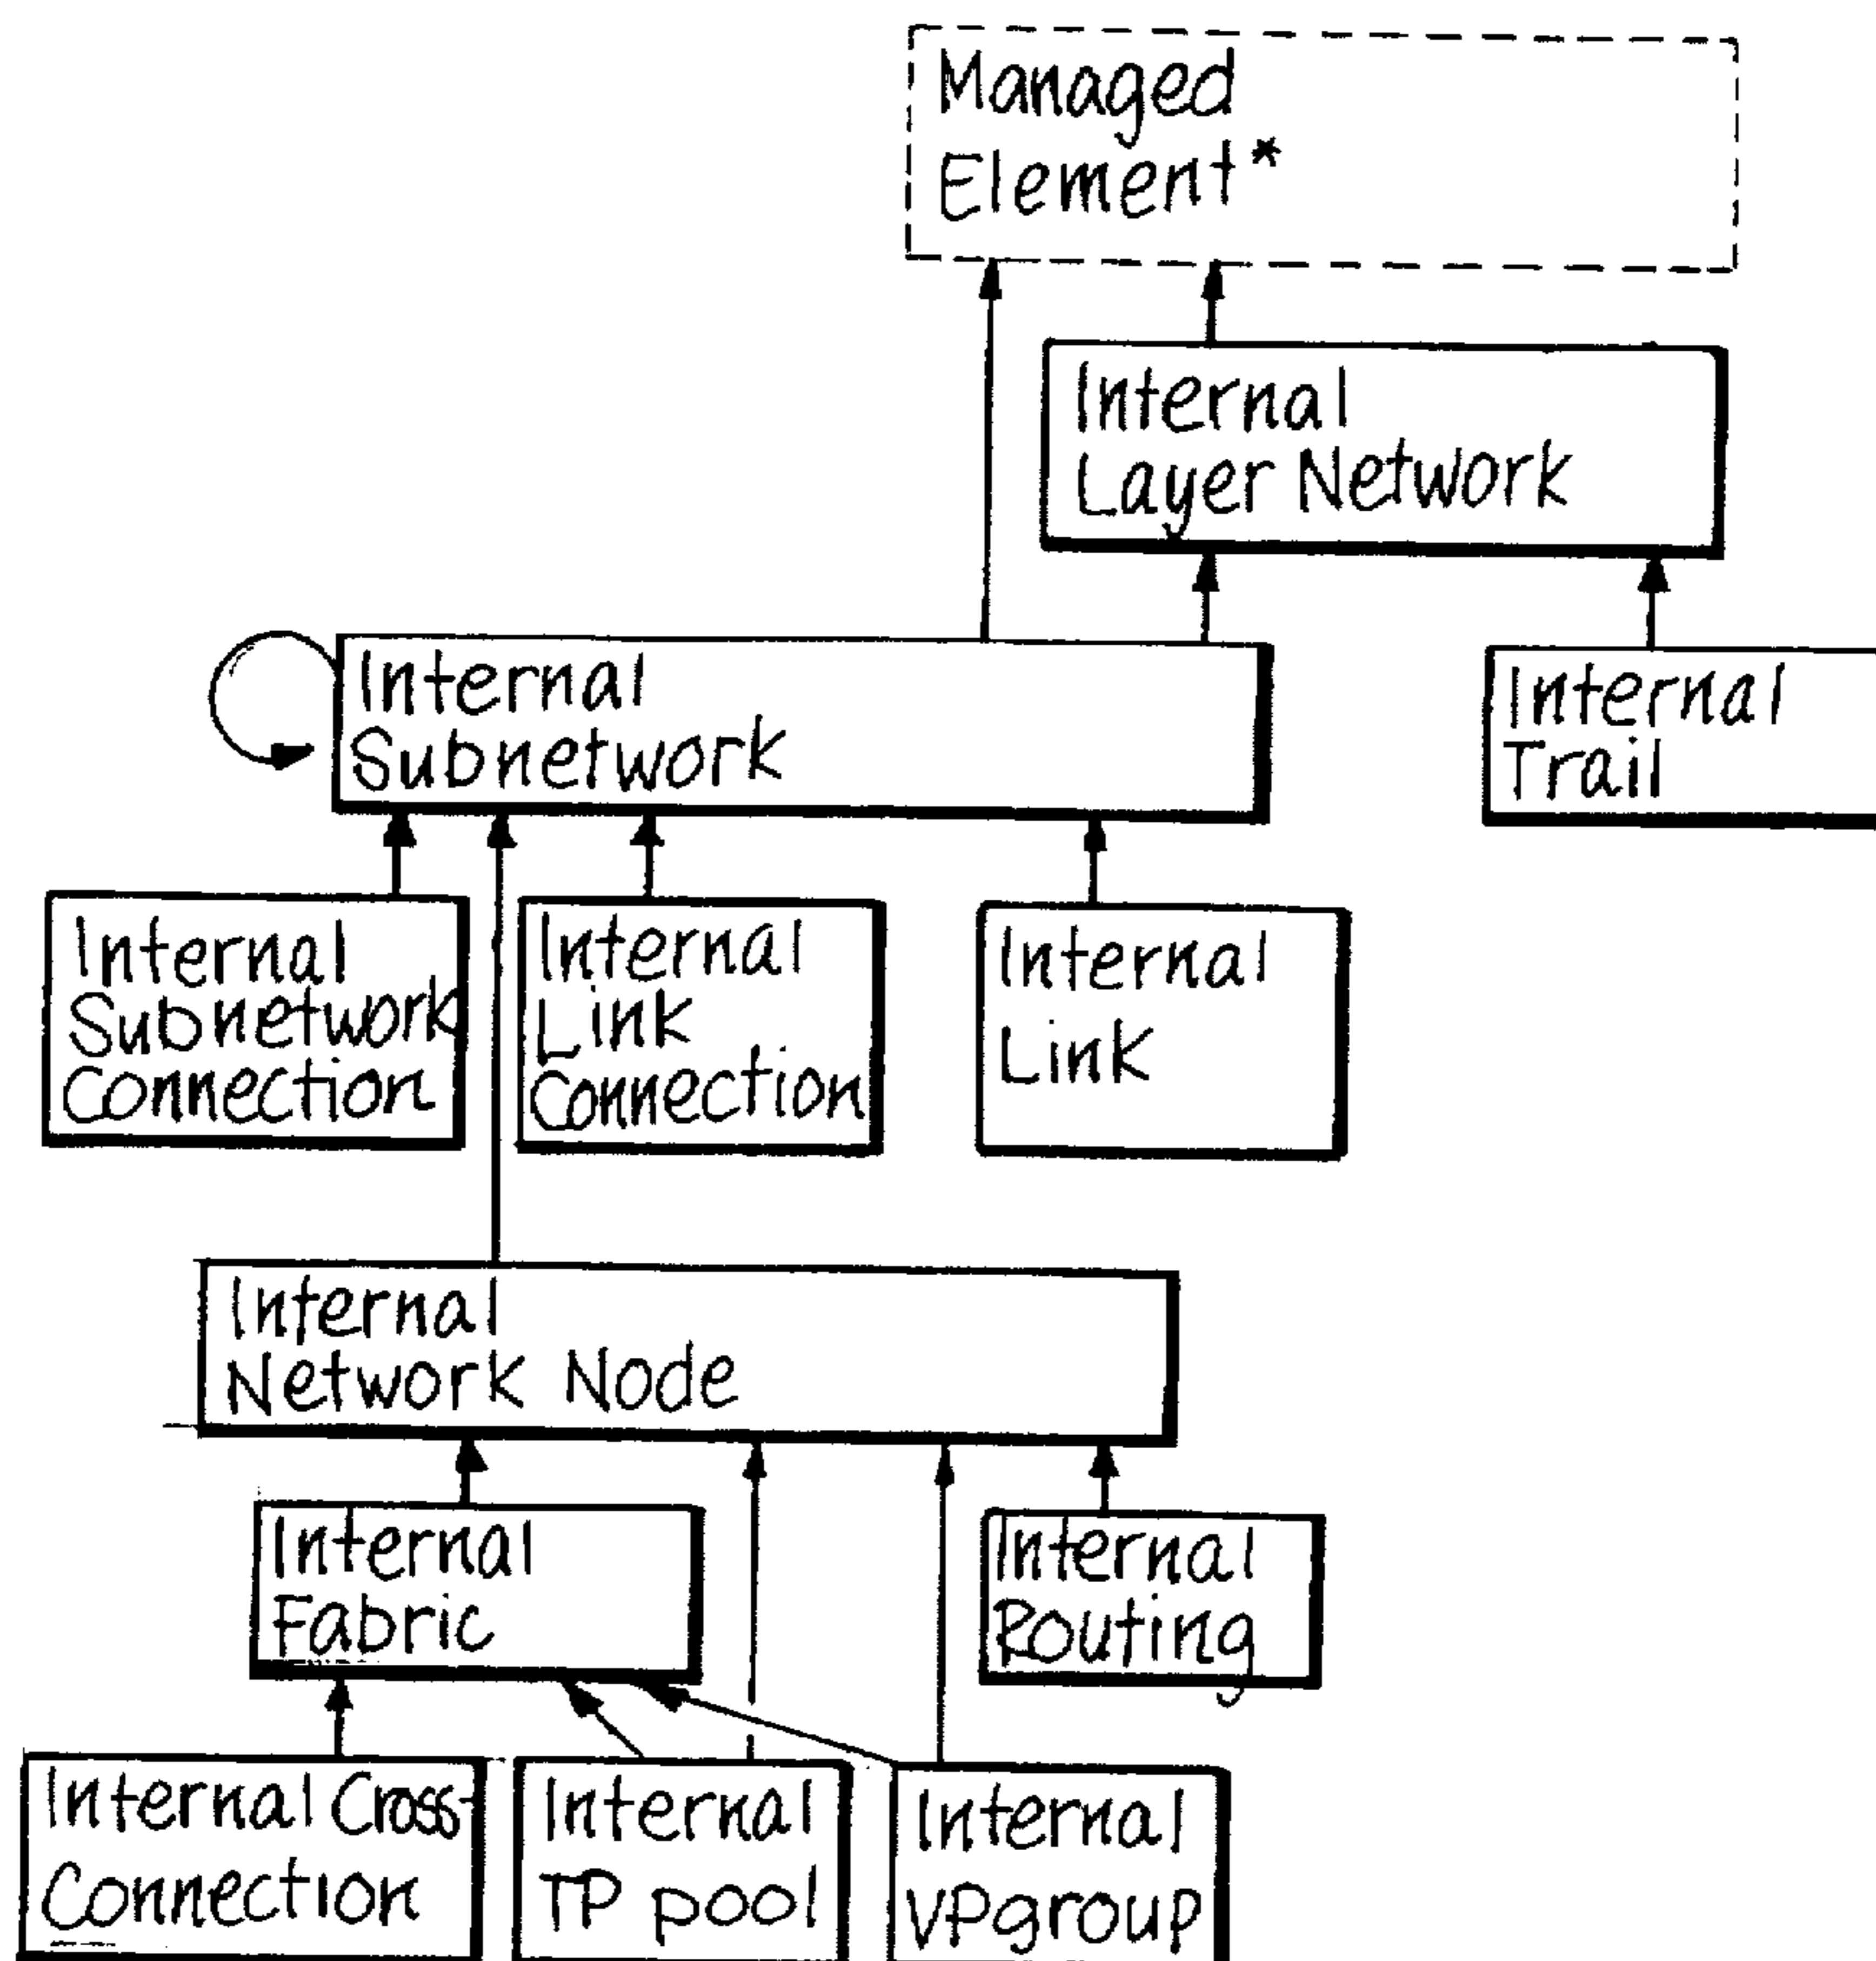 Managed
Element*
Internal
Layer Network
Internal
Subnetwork
Internal
Trail
Internal
Subnetwork
Connection
Internal
Link
Connection
Internal
Link
Internal
Network Node
Internal
Fabric
Internal
Routing
Internal Cross-
Connection
Internal
TP pool
Internal
VPgroup